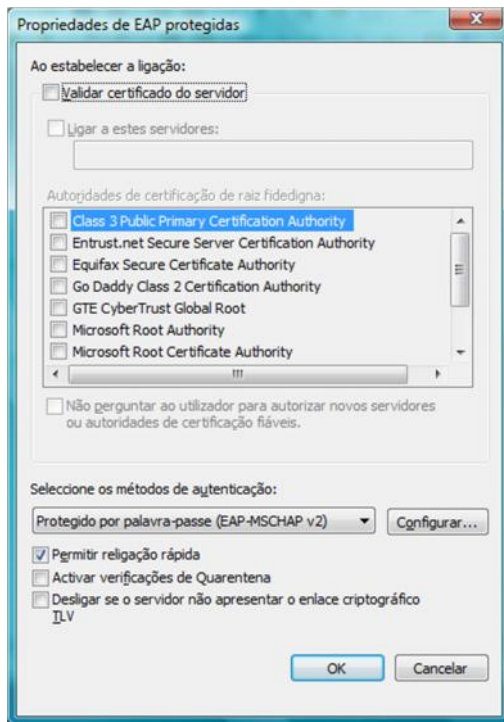 Propriedades de EAP protegidas
Ao estabelecer a ligação:
Validar certificado do servidor
Ligar a estes servidores:
Autoridades de certificação de raiz fidedigna:
Class 3 Public Primary Certification Authority
Entrust.net Secure Server Certification Authority
Equifax Secure Certificate Authority
Go Daddy Class 2 Certification Authority
GTE CyberTrust Global Root
Microsoft Root Authority
Microsoft Root Certificate Authority
Não perguntar ao utilizador para autorizar novos servidores
ou autoridades de certificação fiáveis.
Seleccione os métodos de autenticação:
Protegido por palavra-passe (EAP-MSCHAP v2)
Configurar...
Permitir religação rápida
Activar verificações de Quarentena
Desligar se o servidor não apresentar o enlace criptográfico
TLV
OK
Cancelar